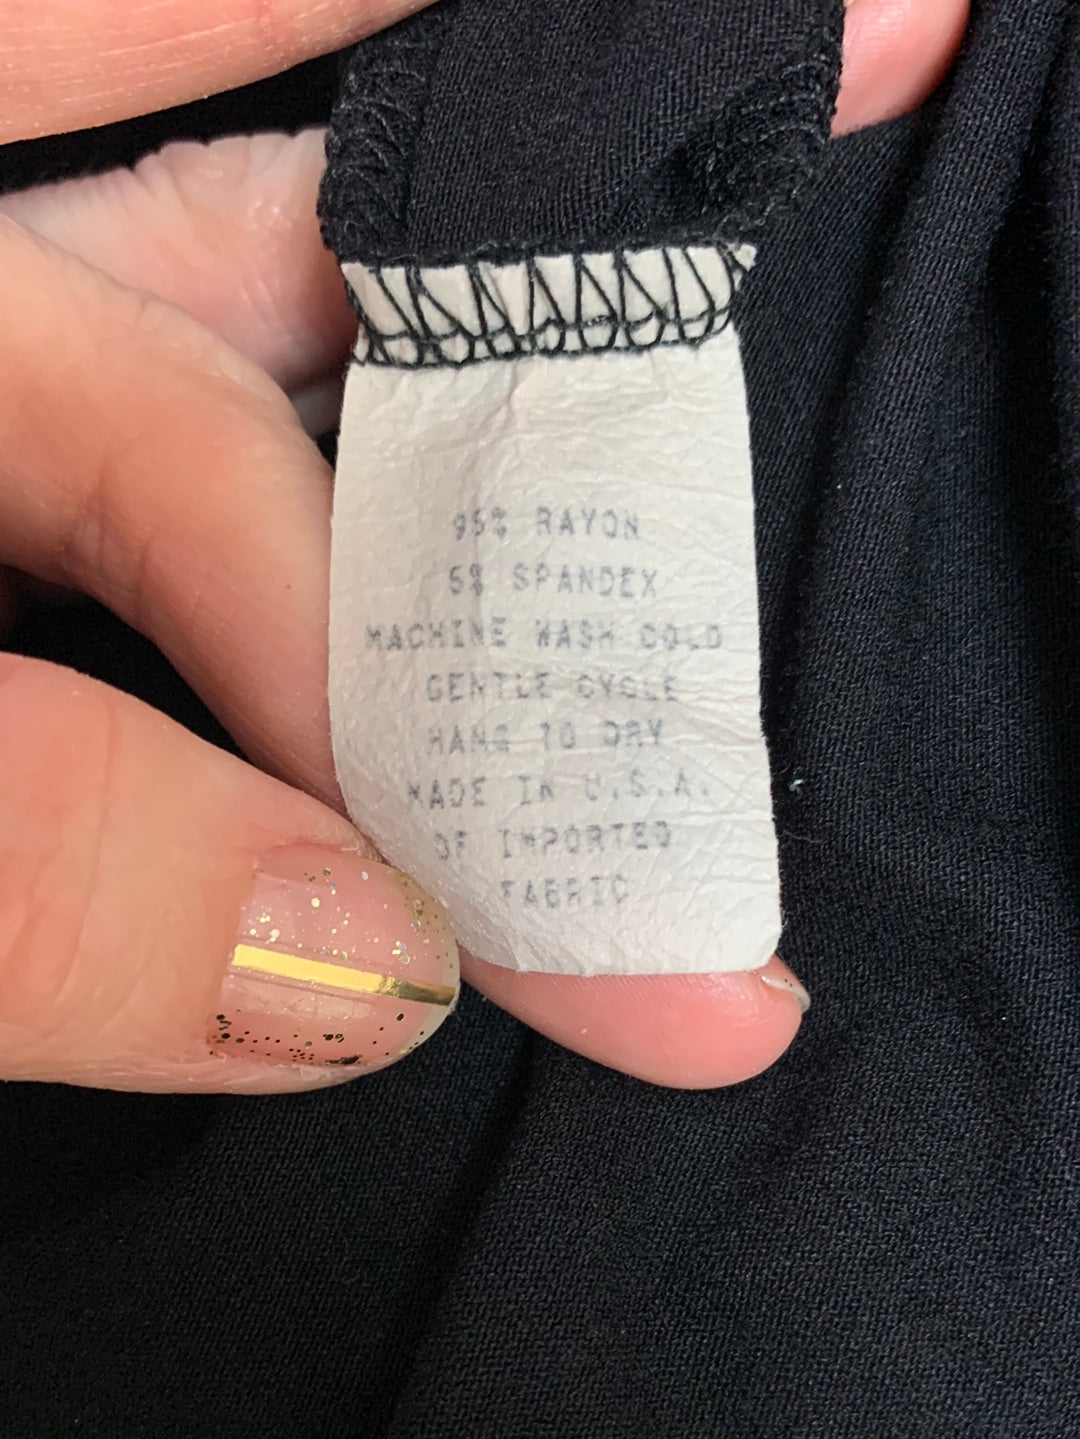 95% RAYON
5% SPANDEX
MACHINE WASH COLD
GENTLE CYCLE
HANG TO DRY
MADE IN U.S.A.
OF IMPORTED
FABRIC